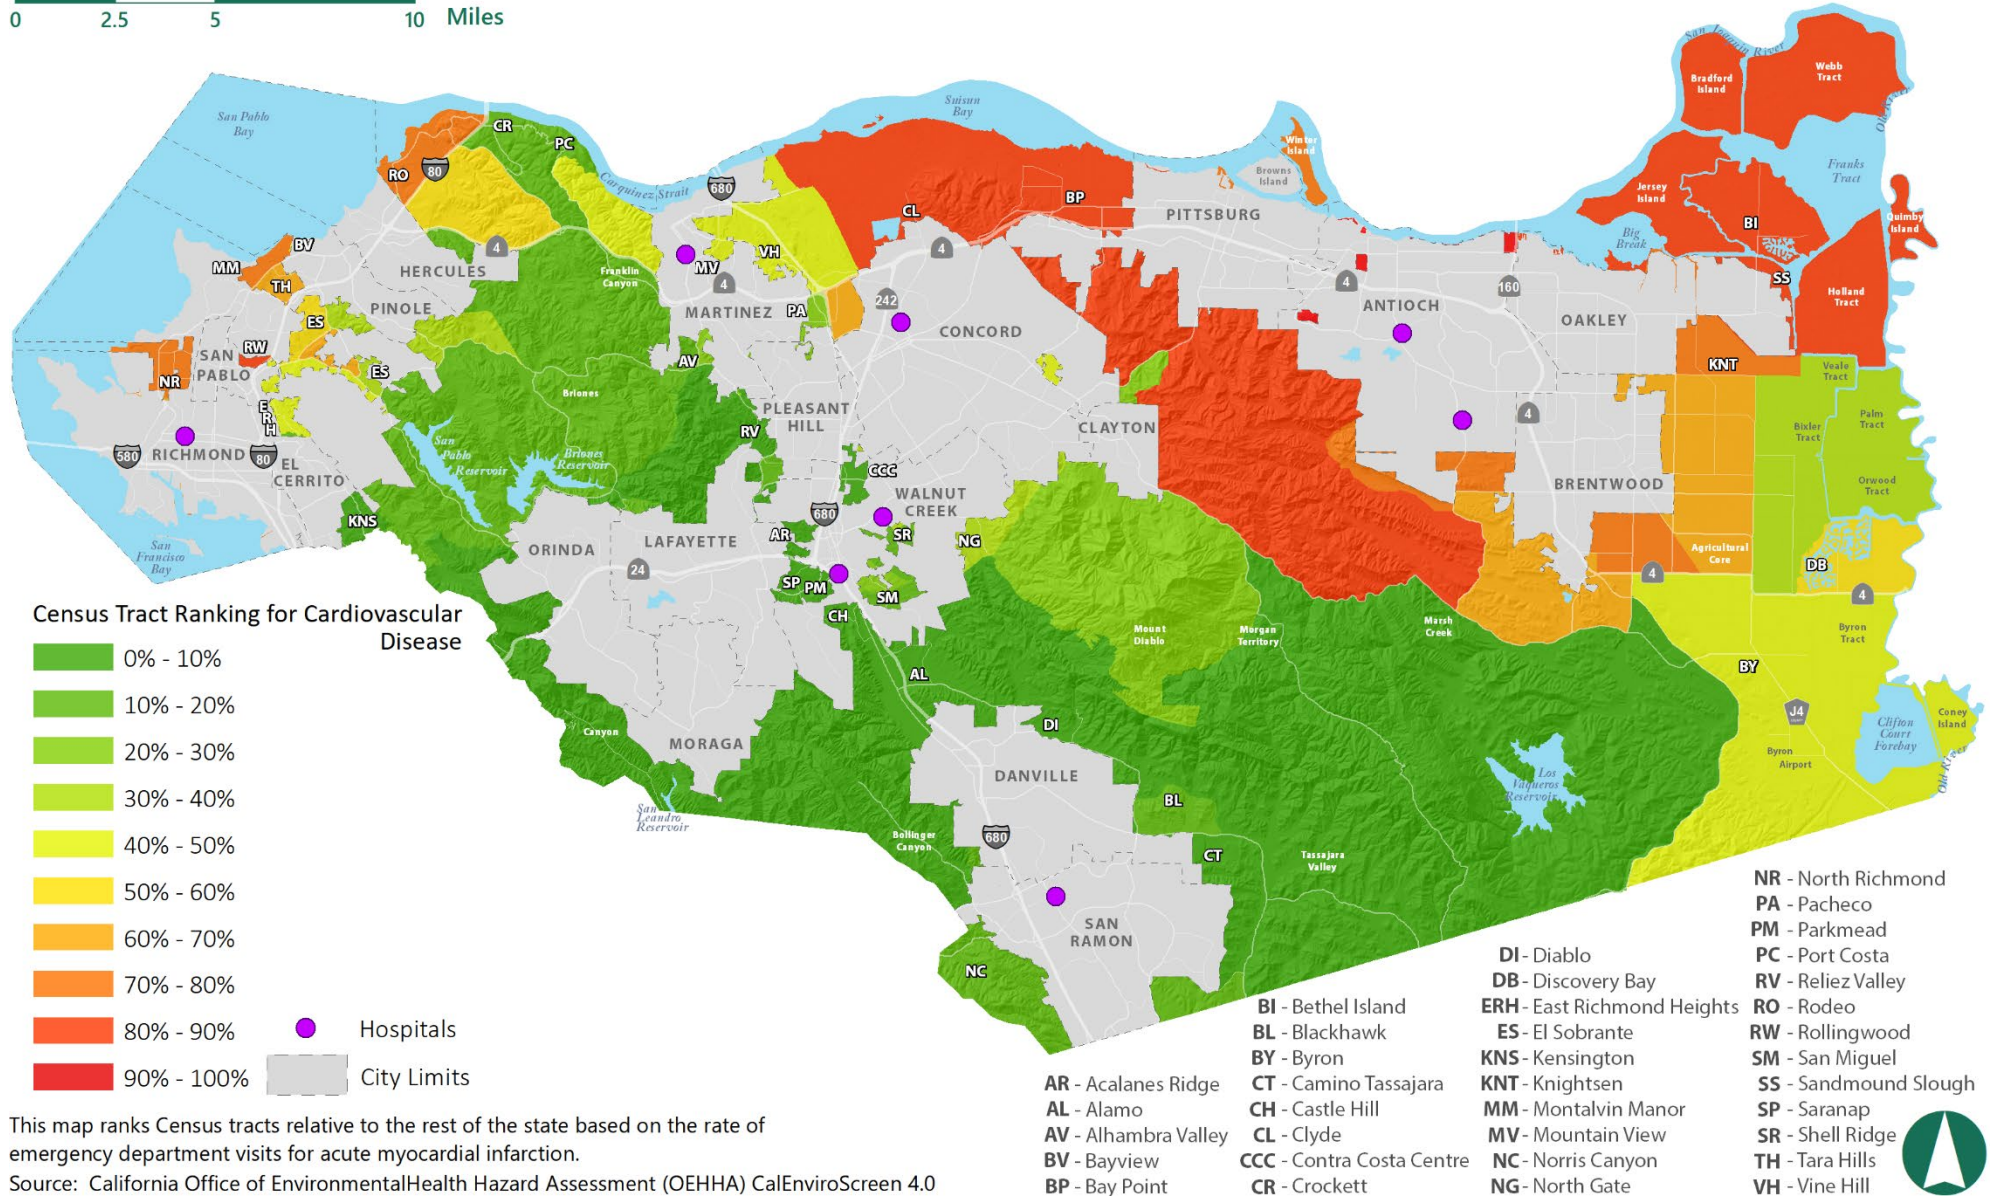 0 2.5 5 10 Miles
San Pablo
Bay
Suisun
Bay
San Joaquin River
Bradford
Island
Webb
Tract
Franks
Tract
Carquinez Strait
Winter
Island
Browns
Island
Jersey
Island
Big
Break
Quimby
Island
Holland
Tract
CR
PC
RO
80
680
BV
MM
TH
HERCULES
4
Franklin
Canyon
MV
4
VH
CL
4
BP
PITTSBURG
BI
SS
ES
PINOLE
MARTINEZ
PA
242
CONCORD
4
ANTIOCH
160
OAKLEY
RW
SAN
PABLO
NR
ES
AV
KNT
Veale
Tract
Briones
E
R
H
PLEASANT
HILL
RV
CLAYTON
4
Bixler
Tract
Palm
Tract
580
RICHMOND
80
EL
CERRITO
San
Pablo
Reservoir
Briones
Reservoir
CCC
WALNUT
CREEK
BRENTWOOD
Orwood
Tract
KNS
680
San
Francisco
Bay
ORINDA
LAFAYETTE
AR
SR
NG
Agricultural
Core
24
SP
PM
SM
4
DB
4
CH
Mount
Diablo
Morgan
Territory
Marsh
Creek
Byron
Tract
AL
BY
Canyon
MORAGA
DI
J4
Clifton
Court
Forebay
Coney
Island
Old River
Byron
Airport
DANVILLE
Los
Vaqueros
Reservoir
San
Leandro
Reservoir
BL
Bollinger
Canyon
680
CT
Tassajara
Valley
SAN
RAMON
NC
Census Tract Ranking for Cardiovascular
Disease
0% - 10%
10% - 20%
20% - 30%
30% - 40%
40% - 50%
50% - 60%
60% - 70%
70% - 80%
80% - 90%
90% - 100%
Hospitals
City Limits
AR - Acalanes Ridge
AL - Alamo
AV - Alhambra Valley
BV - Bayview
BP - Bay Point
BI - Bethel Island
BL - Blackhawk
BY - Byron
CT - Camino Tassajara
CH - Castle Hill
CL - Clyde
CCC - Contra Costa Centre
CR - Crockett
DI - Diablo
DB - Discovery Bay
ERH - East Richmond Heights
ES - El Sobrante
KNS - Kensington
KNT - Knightsen
MM - Montalvin Manor
MV - Mountain View
NC - Norris Canyon
NG - North Gate
NR - North Richmond
PA - Pacheco
PM - Parkmead
PC - Port Costa
RV - Reliez Valley
RO - Rodeo
RW - Rollingwood
SM - San Miguel
SS - Sandmound Slough
SP - Saranap
SR - Shell Ridge
TH - Tara Hills
VH - Vine Hill
This map ranks Census tracts relative to the rest of the state based on the rate of
emergency department visits for acute myocardial infarction.
Source: California Office of EnvironmentalHealth Hazard Assessment (OEHHA) CalEnviroScreen 4.0